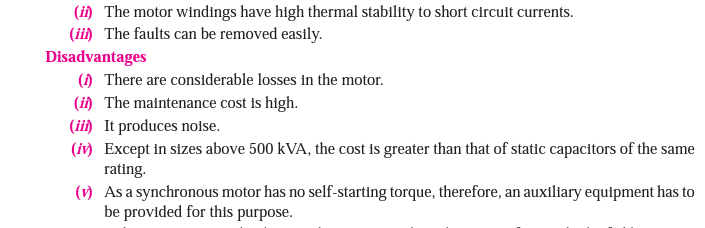 (ii) The motor windings have high thermal stability to short circuit currents.
(iii) The faults can be removed easily.
Disadvantages
(i) There are considerable losses in the motor.
(ii) The maintenance cost is high.
(iii) It produces noise.
(iv) Except in sizes above 500 kVA, the cost is greater than that of static capacitors of the same
rating.
(v) As a synchronous motor has no self-starting torque, therefore, an auxiliary equipment has to
be provided for this purpose.